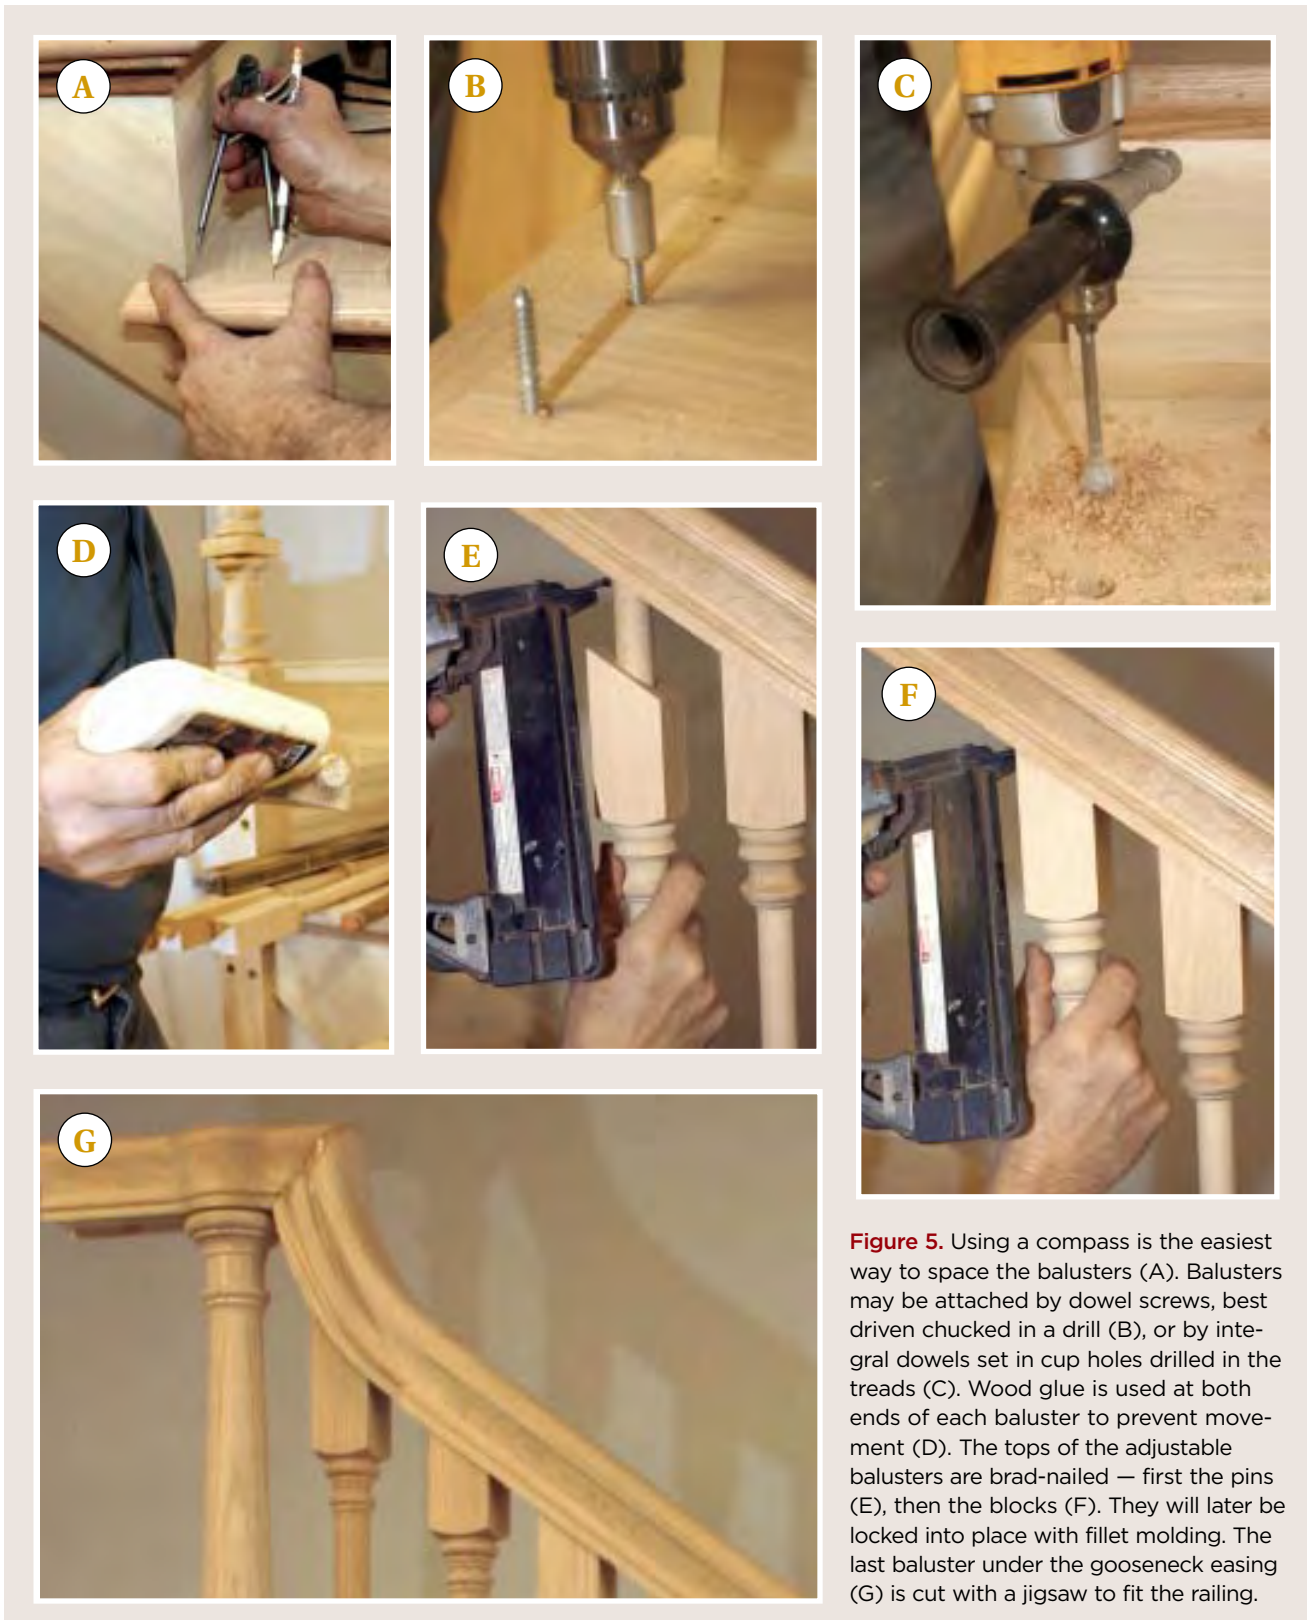 A
B
C
D
E
F
G
Figure 5. Using a compass is the easiest
way to space the balusters (A). Balusters
may be attached by dowel screws, best
driven chucked in a drill (B), or by inte-
gral dowels set in cup holes drilled in the
treads (C). Wood glue is used at both
ends of each baluster to prevent move-
ment (D). The tops of the adjustable
balusters are brad-nailed — first the pins
(E), then the blocks (F). They will later be
locked into place with fillet molding. The
last baluster under the gooseneck easing
(G) is cut with a jigsaw to fit the railing.